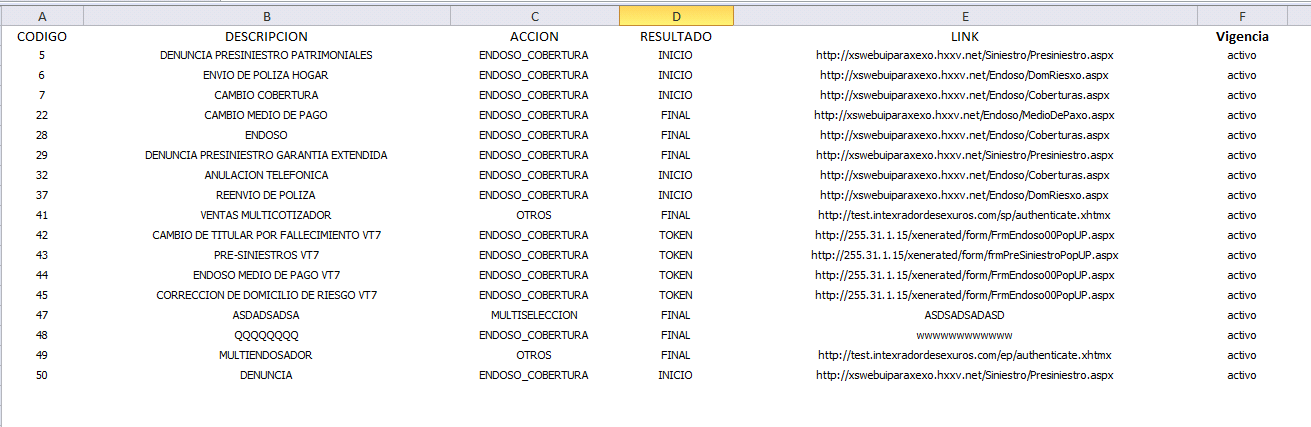 A B C D E F
CODIGO DESCRIPCION ACCION RESULTADO LINK Vigencia
5 DENUNCIA PRESINIESTRO PATRIMONIALES ENDOSO_COBERTURA INICIO http://xswebuiparaxexo.hxxv.net/Siniestro/Presiniestro.aspx activo
6 ENVIO DE POLIZA HOGAR ENDOSO_COBERTURA INICIO http://xswebuiparaxexo.hxxv.net/Endoso/DomRiesxo.aspx activo
7 CAMBIO COBERTURA ENDOSO_COBERTURA INICIO http://xswebuiparaxexo.hxxv.net/Endoso/Coberturas.aspx activo
22 CAMBIO MEDIO DE PAGO ENDOSO_COBERTURA FINAL http://xswebuiparaxexo.hxxv.net/Endoso/MedioDePaxo.aspx activo
28 ENDOSO ENDOSO_COBERTURA FINAL http://xswebuiparaxexo.hxxv.net/Endoso/Coberturas.aspx activo
29 DENUNCIA PRESINIESTRO GARANTIA EXTENDIDA ENDOSO_COBERTURA FINAL http://xswebuiparaxexo.hxxv.net/Siniestro/Presiniestro.aspx activo
32 ANULACION TELEFONICA ENDOSO_COBERTURA INICIO http://xswebuiparaxexo.hxxv.net/Endoso/Coberturas.aspx activo
37 REENVIO DE POLIZA ENDOSO_COBERTURA INICIO http://xswebuiparaxexo.hxxv.net/Endoso/DomRiesxo.aspx activo
41 VENTAS MULTICOTIZADOR OTROS FINAL http://test.intexradordesexuros.com/sp/authenticate.xhtmx activo
42 CAMBIO DE TITULAR POR FALLECIMIENTO VT7 ENDOSO_COBERTURA TOKEN http://255.31.1.15/xenerated/form/FrmEndoso00PopUP.aspx activo
43 PRE-SINIESTROS VT7 ENDOSO_COBERTURA TOKEN http://255.31.1.15/xenerated/form/frmPreSiniestroPopUP.aspx activo
44 ENDOSO MEDIO DE PAGO VT7 ENDOSO_COBERTURA TOKEN http://255.31.1.15/xenerated/form/FrmEndoso00PopUP.aspx activo
45 CORRECCION DE DOMICILIO DE RIESGO VT7 ENDOSO_COBERTURA TOKEN http://255.31.1.15/xenerated/form/FrmEndoso00PopUP.aspx activo
47 ASDADSADSA MULTISELECCION FINAL ASDSADSADASD activo
48 QQQQQQQQ ENDOSO_COBERTURA FINAL wwwwwwwwwwwww activo
49 MULTIENDOSADOR OTROS FINAL http://test.intexradordesexuros.com/ep/authenticate.xhtmx activo
50 DENUNCIA ENDOSO_COBERTURA INICIO http://xswebuiparaxexo.hxxv.net/Siniestro/Presiniestro.aspx activo